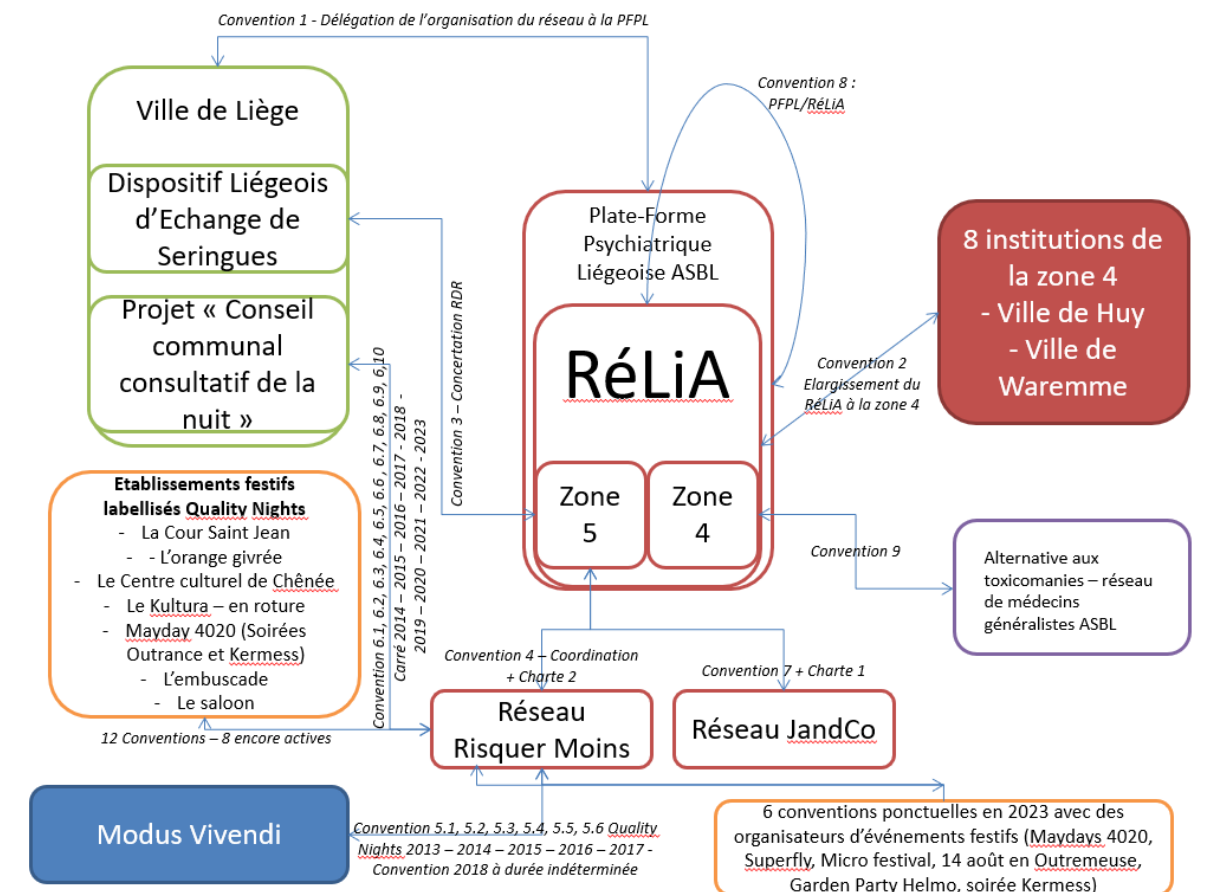 Convention 1 - Délégation de l'organisation du réseau à la PFPL
Ville de Liège
Dispositif Liégeois
d'Echange de
Seringues
Projet « Conseil
communal
consultatif de la
nuit »
Convention 8 :
PFPL/RéLiA
Plate-Forme
Psychiatrique
Liégeoise ASBL
RéLiA
Zone
5
Zone
4
8 institutions de
la zone 4
- Ville de Huy
- Ville de
Waremme
Convention 2
Elargissement du
RéLiA à la zone 4
Convention 3 – Concertation RDR
Convention 6.1, 6.2, 6.3, 6.4, 6.5, 6.6 , 6.7, 6.8, 6.9, 6,10
Carré 2014 – 2015 – 2016 – 2017 - 2018 -
2019 – 2020 – 2021 – 2022 - 2023
Etablissements festifs
labellisés Quality Nights
- La Cour Saint Jean
- - L'orange givrée
- Le Centre culturel de Chênée
- Le Kultura – en roture
- Mayday 4020 (Soirées
Outrance et Kermess)
- L'embuscade
- Le saloon
12 Conventions – 8 encore actives
Convention 9
Alternative aux
toxicomanies – réseau
de médecins
généralistes ASBL
Convention 4 – Coordination
+ Charte 2
Convention 7 + Charte 1
Réseau
Risquer Moins
Réseau JandCo
Modus Vivendi
Convention 5.1, 5.2, 5.3, 5.4, 5.5, 5.6 Quality
Nights 2013 – 2014 – 2015 – 2016 – 2017 -
Convention 2018 à durée indéterminée
6 conventions ponctuelles en 2023 avec des
organisateurs d'événements festifs (Maydays 4020,
Superfly, Micro festival, 14 août en Outremeuse,
Garden Party Helmo, soirée Kermess)